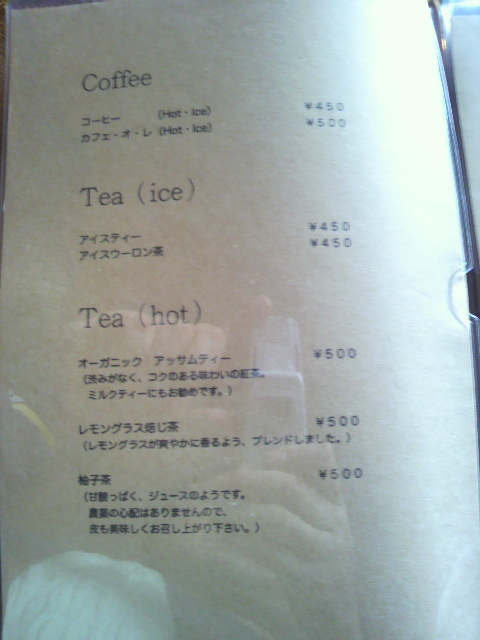 Coffee
コーヒー (Hot・Ice) ¥450
カフェ・オ・レ (Hot・Ice) ¥500
Tea (ice)
アイスティー ¥450
アイスウーロン茶 ¥450
Tea (hot)
オーガニック アッサムティー ¥500
(渋みがなく、コクのある味わいの紅茶。
ミルクティーにもお勧めです。)
レモングラス焙じ茶 ¥500
(レモングラスが爽やかに香るよう、ブレンドしました。)
柚子茶 ¥500
(甘酸っぱく、ジュースのようです。
農薬の心配はありませんので、
皮も美味しくお召し上がり下さい。)